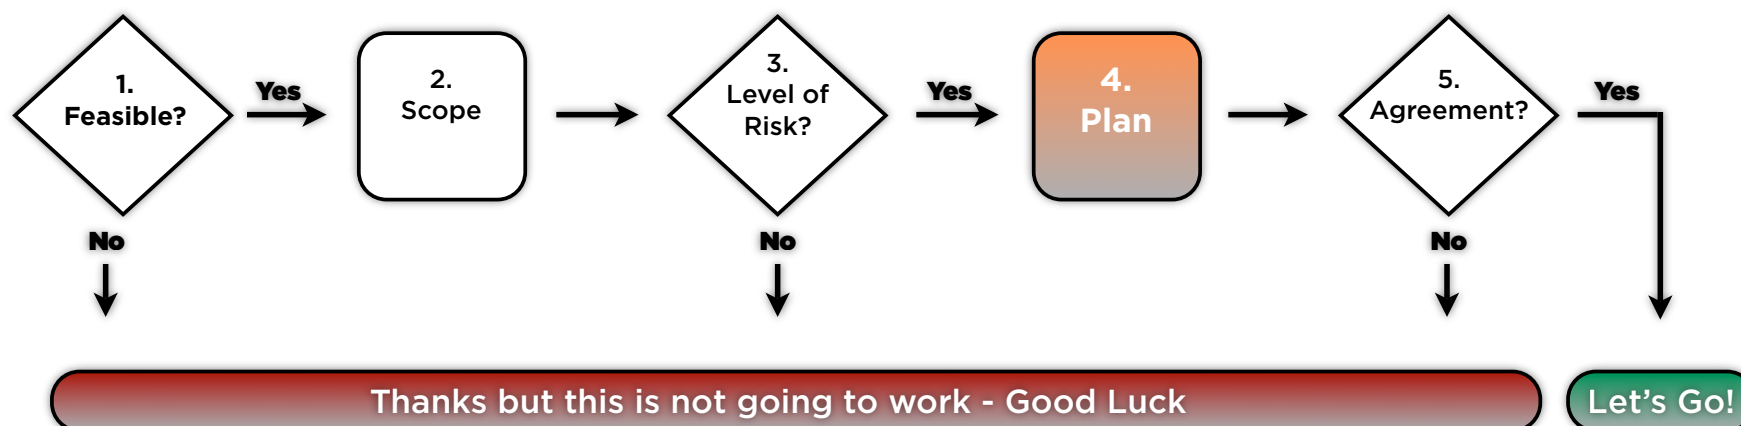 1.
Feasible?
Yes
No
2.
Scope
3.
Level of
Risk?
Yes
No
4.
Plan
5.
Agreement?
Yes
No
Thanks but this is not going to work - Good Luck
Let's Go!